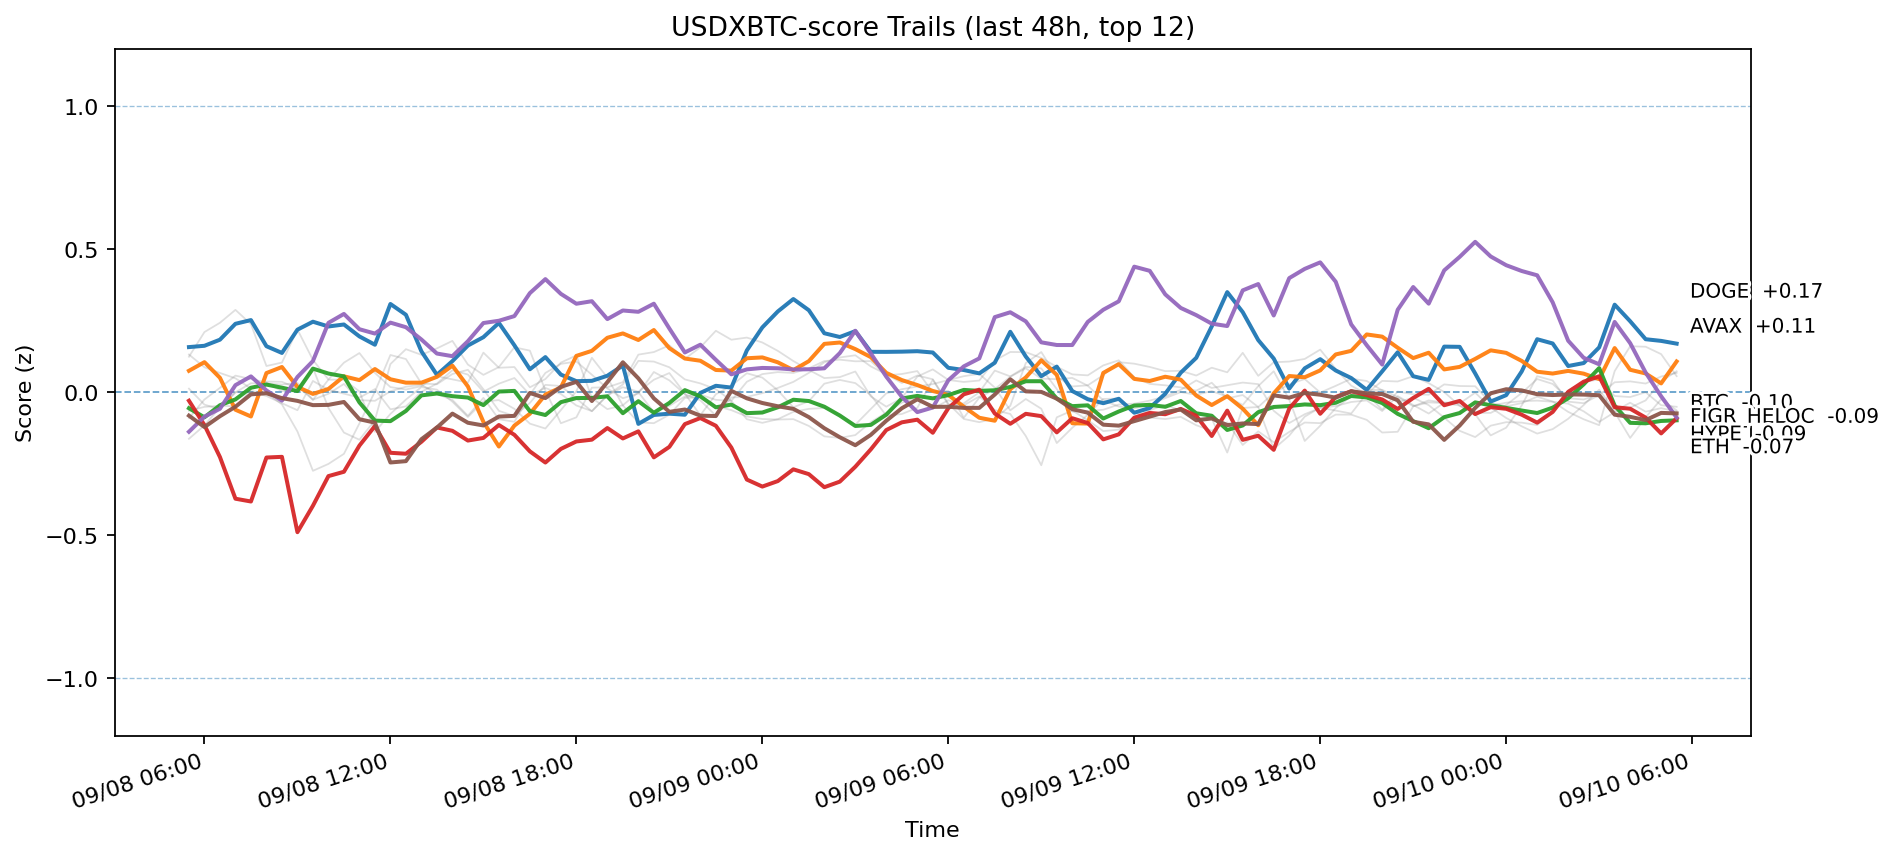 USDXBTC-score Trails (last 48h, top 12)
Score (z)
1.0
0.5
0.0
−0.5
−1.0
DOGE +0.17
AVAX +0.11
BTC -0.10
FIGR_HELOC -0.09
HYPE -0.09
ETH -0.07
09/08 06:00
09/08 12:00
09/08 18:00
09/09 00:00
09/09 06:00
09/09 12:00
09/09 18:00
09/10 00:00
09/10 06:00
Time